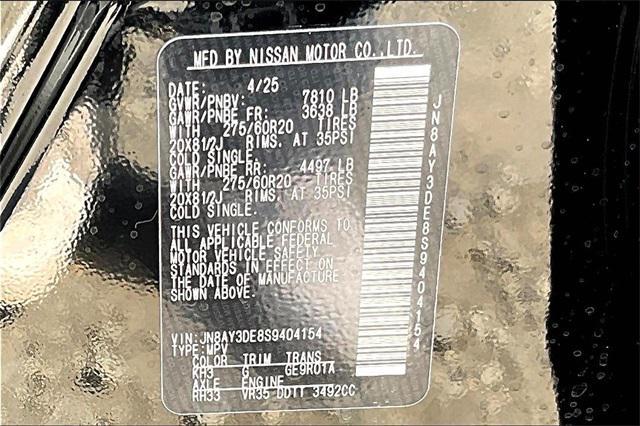 MFD BY NISSAN MOTOR CO.,LTD.
DATE: 4/25
GVWR/PNBV: 7810 LB
GAWR/PNBE FR: 3638 LB
WITH 275/60R20 TIRES
20X81/2J RIMS, AT 35PSI
COLD SINGLE.
GAWR/PNBE RR: 4497 LB
WITH 275/60R20 TIRES
20X81/2J RIMS, AT 35PSI
COLD SINGLE.
THIS VEHICLE CONFORMS TO
ALL APPLICABLE FEDERAL
MOTOR VEHICLE SAFETY
STANDARDS IN EFFECT ON
THE DATE OF MANUFACTURE
SHOWN ABOVE.
JN8AY3DE8S9404154
VIN:JN8AY3DE8S9404154
TYPE:MPV
COLOR TRIM TRANS
KH3 G GE9R01A
AXLE ENGINE
RH33 VR35 DDTT 3492CC